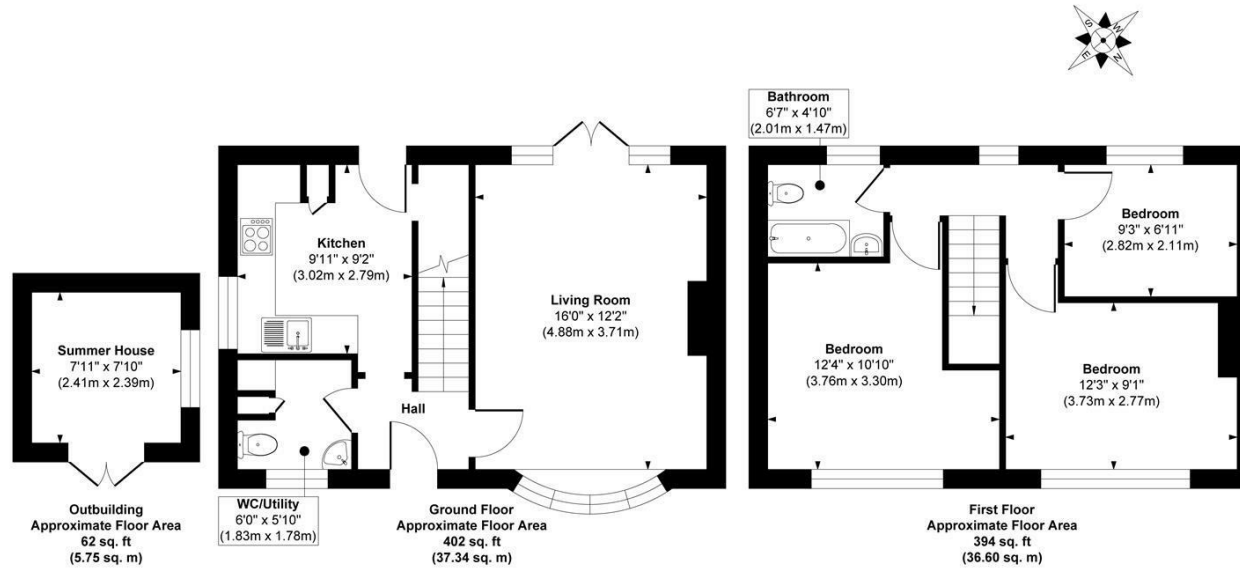 S
W
E
N
Bathroom
6'7" x 4'10"
(2.01m x 1.47m)
Kitchen
9'11" x 9'2"
(3.02m x 2.79m)
Living Room
16'0" x 12'2"
(4.88m x 3.71m)
Bedroom
9'3" x 6'11"
(2.82m x 2.11m)
Summer House
7'11" x 7'10"
(2.41m x 2.39m)
Bedroom
12'4" x 10'10"
(3.76m x 3.30m)
Bedroom
12'3" x 9'1"
(3.73m x 2.77m)
Hall
WC/Utility
6'0" x 5'10"
(1.83m x 1.78m)
Outbuilding
Approximate Floor Area
62 sq. ft
(5.75 sq. m)
Ground Floor
Approximate Floor Area
402 sq. ft
(37.34 sq. m)
First Floor
Approximate Floor Area
394 sq. ft
(36.60 sq. m)